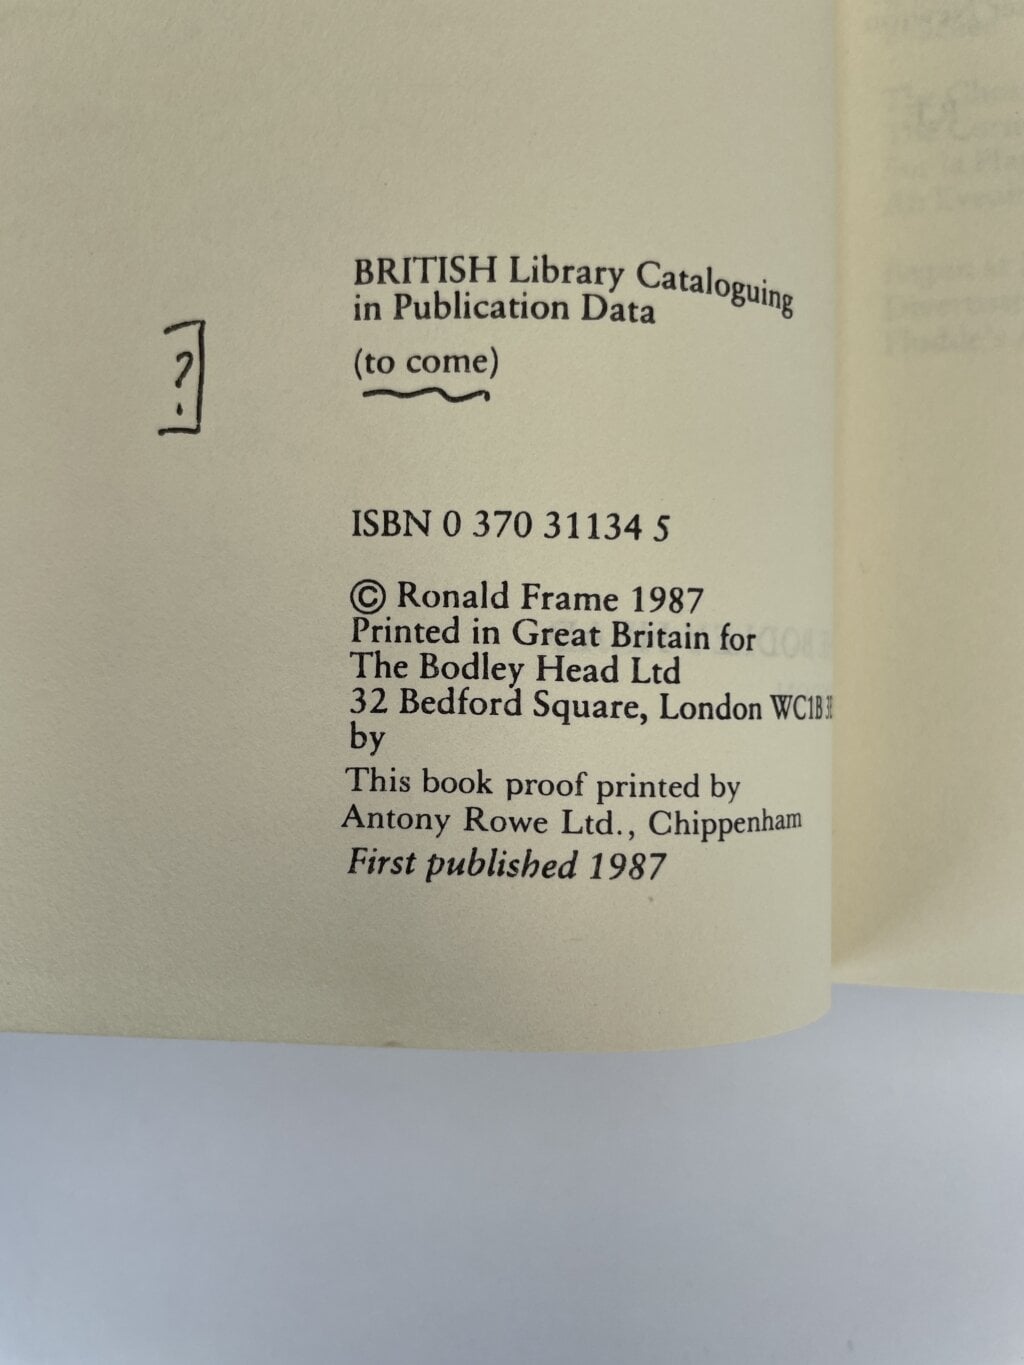 BRITISH Library Cataloguing
in Publication Data
(to come)
?
ISBN 0 370 31134 5
© Ronald Frame 1987
Printed in Great Britain for
The Bodley Head Ltd
32 Bedford Square, London WC1B
by
This book proof printed by
Antony Rowe Ltd., Chippenham
First published 1987